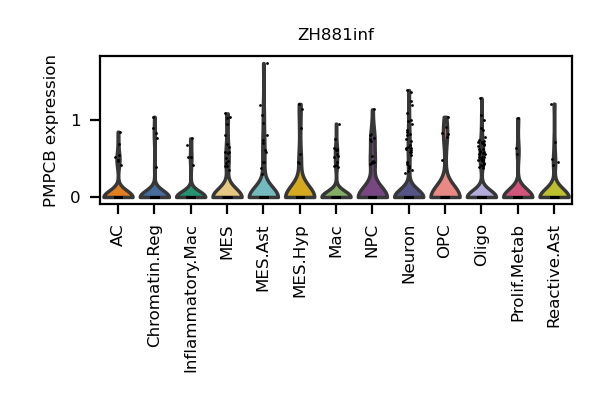 ZH881inf
PMPCB expression
1
0
AC
Chromatin.Reg
Inflammatory.Mac
MES
MES.Ast
MES.Hyp
Mac
NPC
Neuron
OPC
Oligo
Prolif.Metab
Reactive.Ast